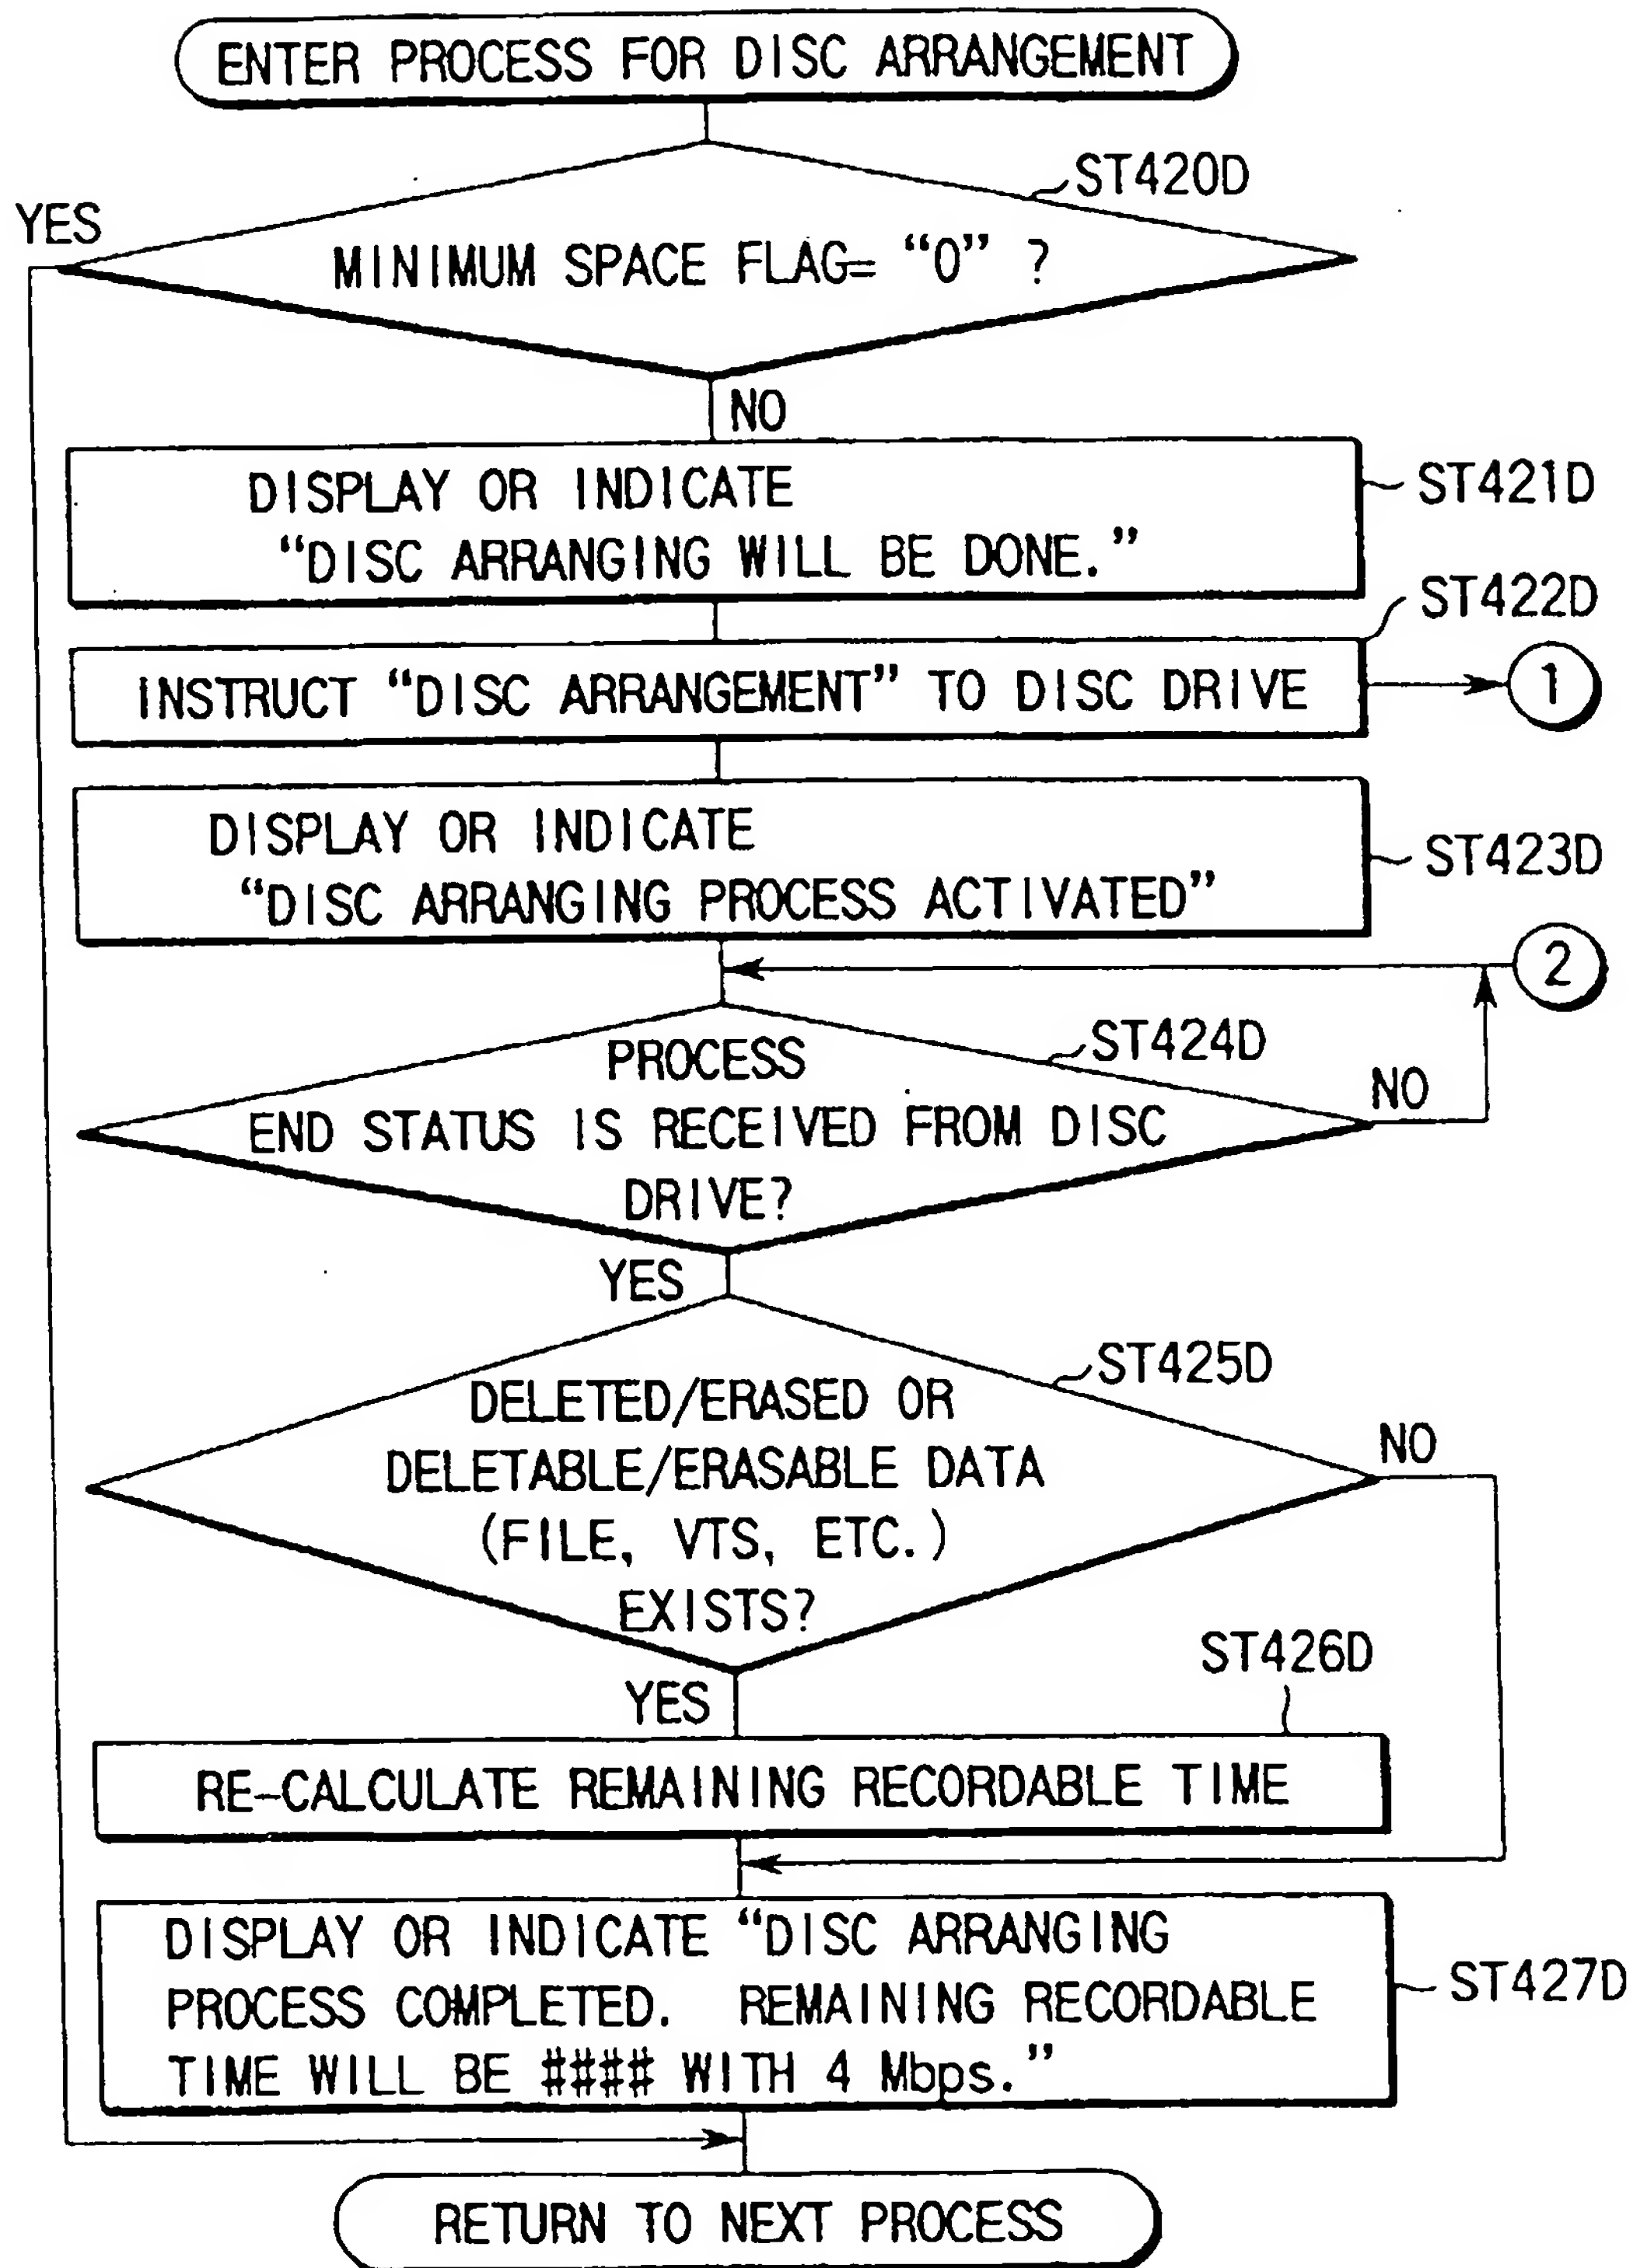 ENTER PROCESS FOR DISC ARRANGEMENT
ST420D
YES
MINIMUM SPACE FLAG= “0” ?
NO
DISPLAY OR INDICATE
“DISC ARRANGING WILL BE DONE.”
ST421D
ST422D
INSTRUCT “DISC ARRANGEMENT” TO DISC DRIVE
1
DISPLAY OR INDICATE
“DISC ARRANGING PROCESS ACTIVATED”
ST423D
2
ST424D
PROCESS
END STATUS IS RECEIVED FROM DISC
DRIVE?
NO
YES
ST425D
DELETED/ERASED OR
DELETABLE/ERASABLE DATA
(FILE, VTS, ETC.)
EXISTS?
NO
YES
ST426D
RE-CALCULATE REMAINING RECORDABLE TIME
DISPLAY OR INDICATE “DISC ARRANGING
PROCESS COMPLETED. REMAINING RECORDABLE
TIME WILL BE #### WITH 4 Mbps.”
ST427D
RETURN TO NEXT PROCESS